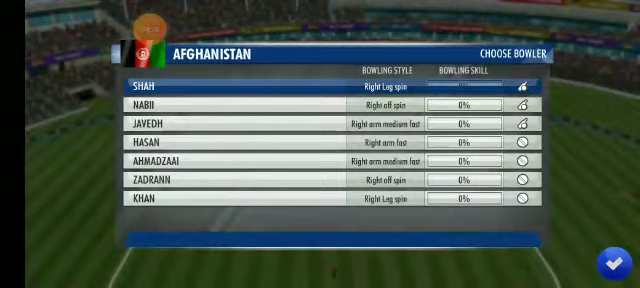 AFGHANISTAN CHOOSE BOWLER
BOWLING STYLE BOWLING SKILL
SHAH Right Leg spin
NABII Right off spin 0%
JAVEDH Right arm medium fast 0%
HASAN Right arm fast 0%
AHMADZAAI Right arm medium fast 0%
ZADRANN Right off spin 0%
KHAN Right Leg spin 0%